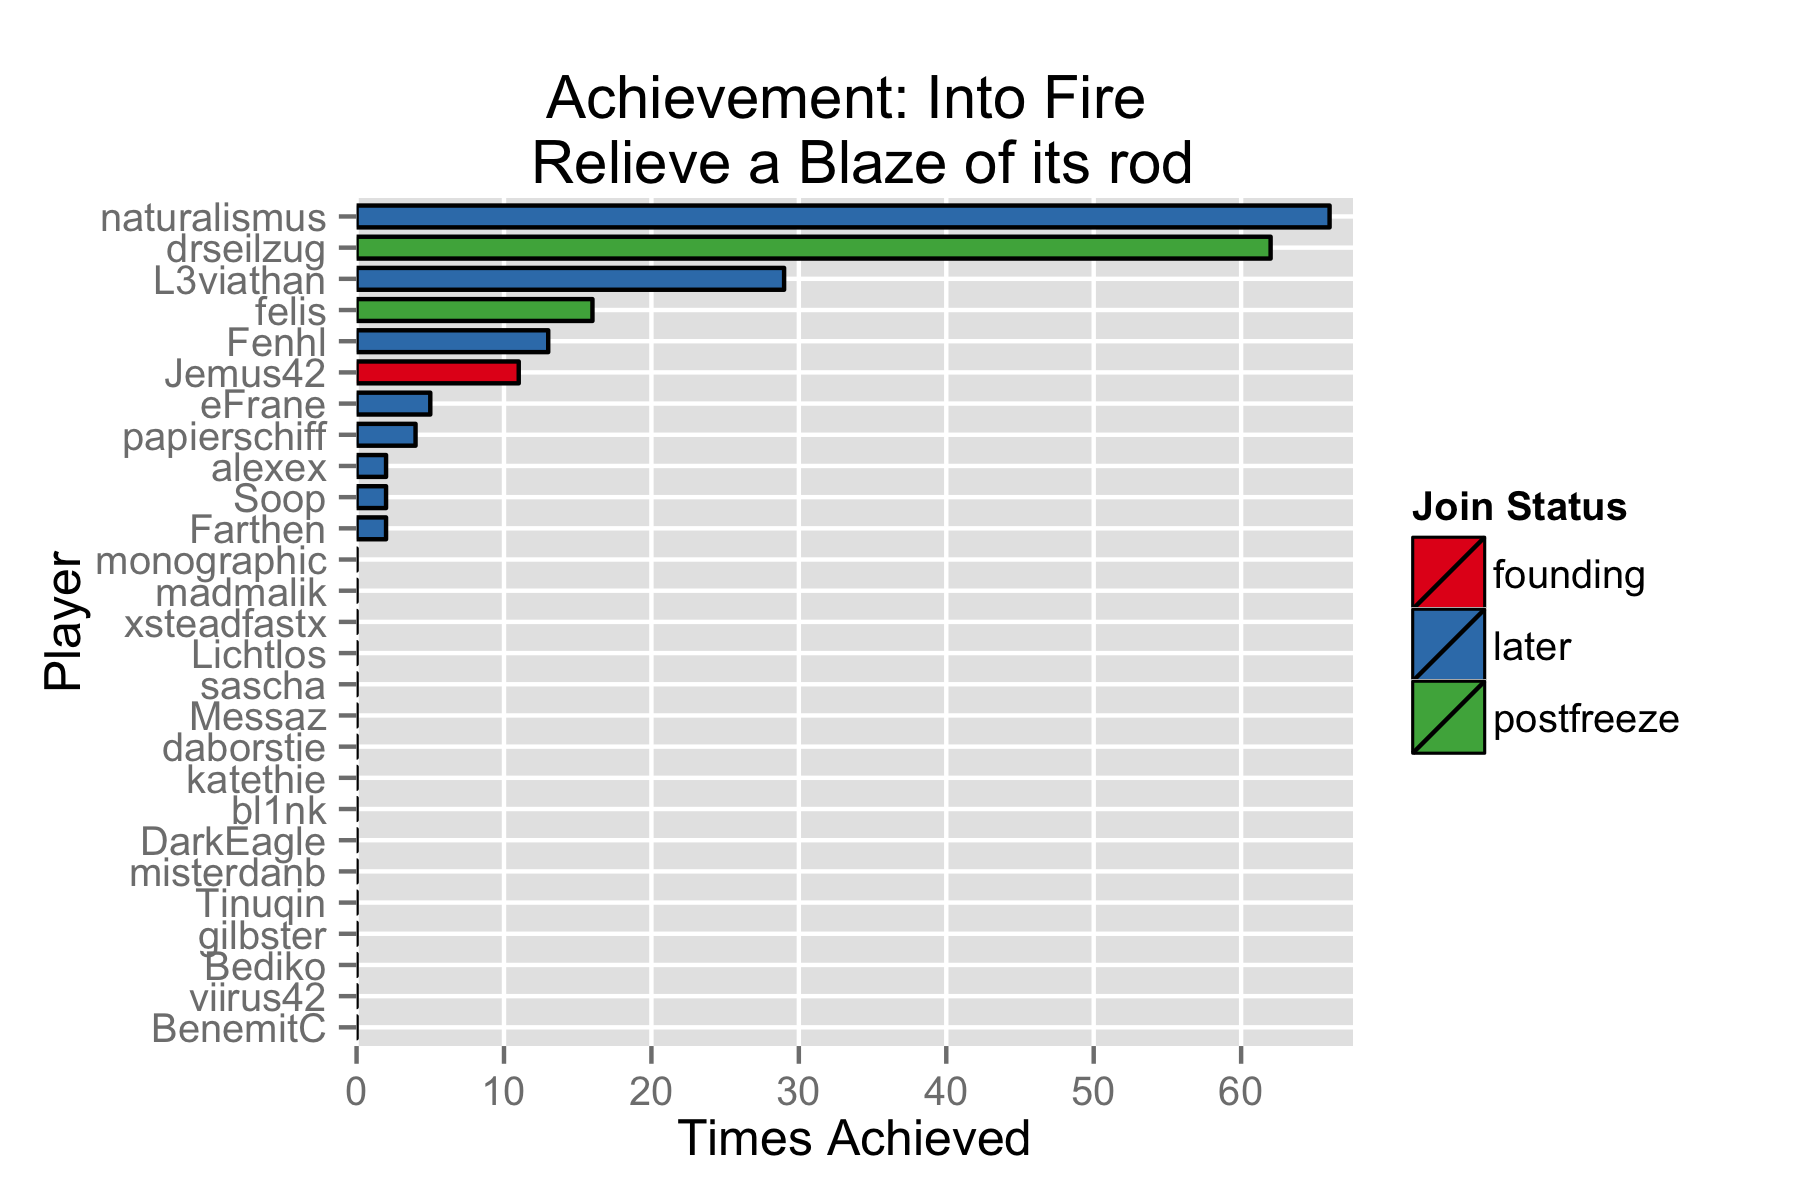 Achievement: Into Fire
Relieve a Blaze of its rod
naturalismus
drseilzug
L3viathan
felis
Fenhl
Jemus42
eFrane
papierschiff
alexex
Soop
Farthen
monographic
madmalik
xsteadfastx
Lichtlos
sascha
Messaz
daborstie
katethie
bl1nk
DarkEagle
misterdanb
Tinuqin
gilbster
Bediko
viirus42
BenemitC
Player
0 10 20 30 40 50 60
Times Achieved
Join Status
founding
later
postfreeze